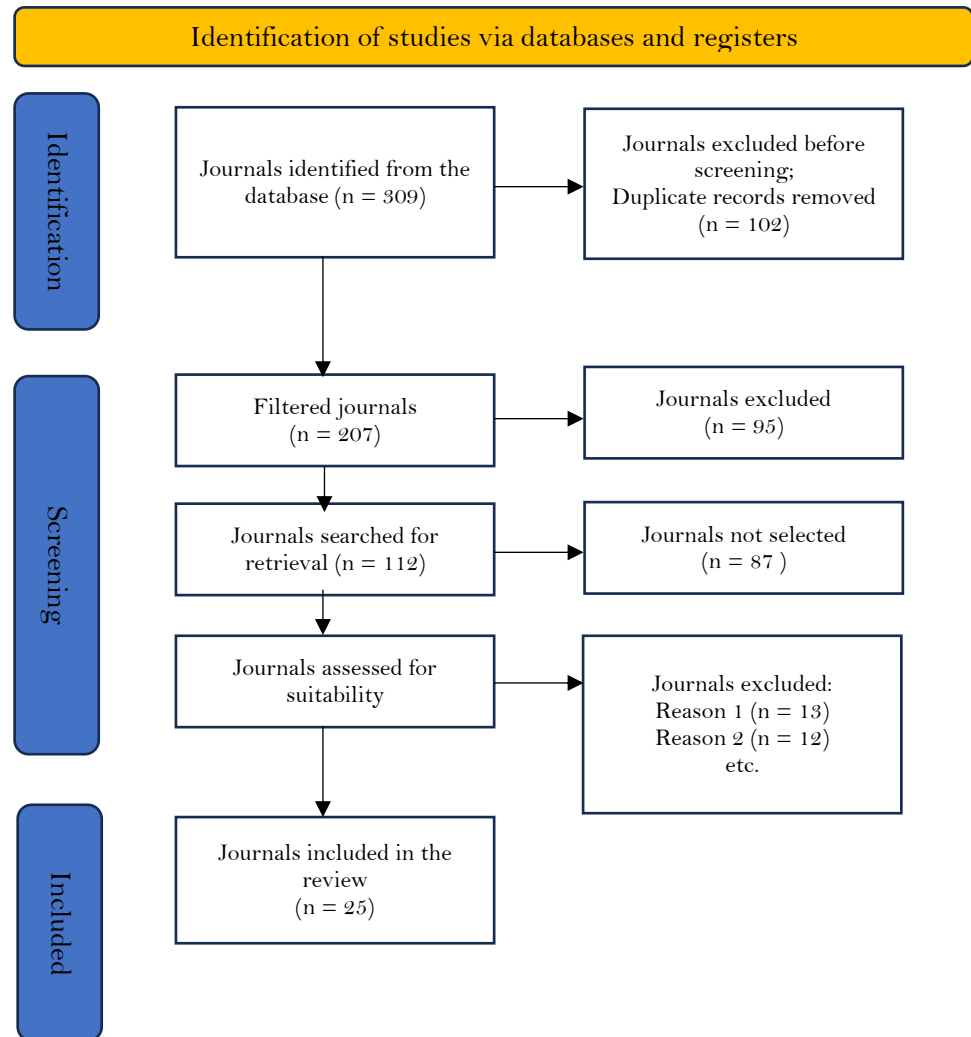 Identification of studies via databases and registers
Identification
Journals identified from the
database (n = 309)
Journals excluded before
screening;
Duplicate records removed
(n = 102)
Screening
Filtered journals
(n = 207)
Journals excluded
(n = 95)
Journals searched for
retrieval (n = 112)
Journals not selected
(n = 87 )
Journals assessed for
suitability
Journals excluded:
Reason 1 (n = 13)
Reason 2 (n = 12)
etc.
Included
Journals included in the
review
(n = 25)